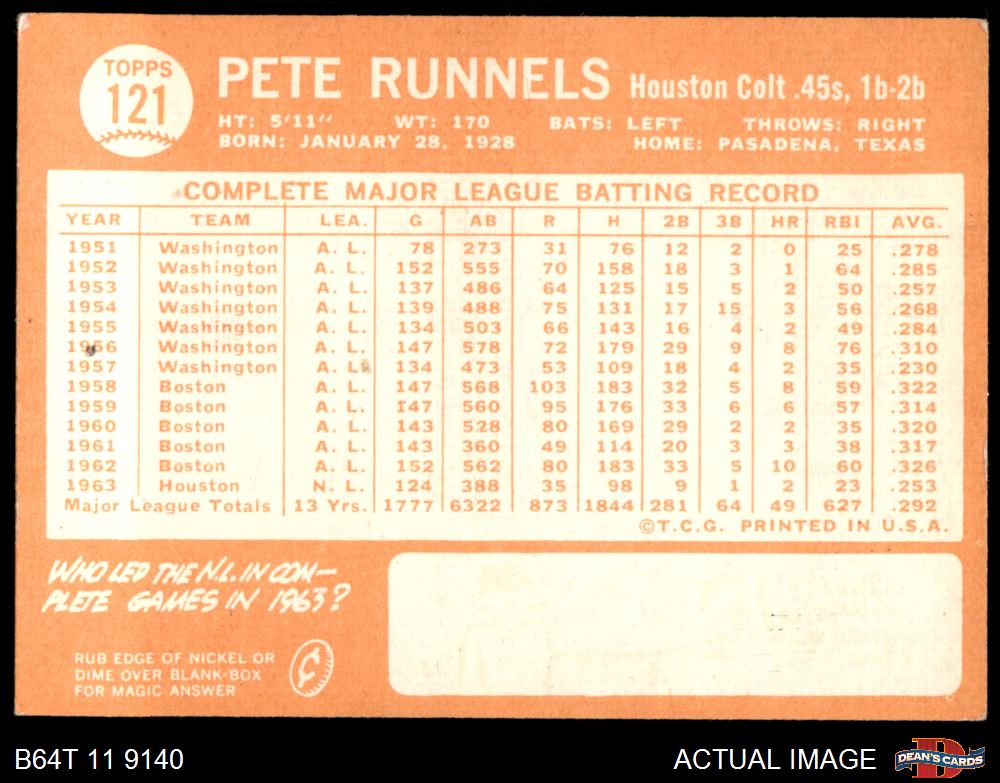 TOPPS
121
PETE RUNNELS Houston Colt .45s, 1b-2b
HT: 5'11" WT: 170 BATS: LEFT THROWS: RIGHT
BORN: JANUARY 28, 1928 HOME: PASADENA, TEXAS
COMPLETE MAJOR LEAGUE BATTING RECORD
YEAR TEAM LEA. G AB R H 2B 3B HR RBI AVG.
1951 Washington A. L. 78 273 31 76 12 2 0 25 .278
1952 Washington A. L. 152 555 70 158 18 3 1 64 .285
1953 Washington A. L. 137 486 64 125 15 5 2 50 .257
1954 Washington A. L. 139 488 75 131 17 15 3 56 .268
1955 Washington A. L. 134 503 66 143 16 4 2 49 .284
1956 Washington A. L. 147 578 72 179 29 9 8 76 .310
1957 Washington A. L. 134 473 53 109 18 4 2 35 .230
1958 Boston A. L. 147 568 103 183 32 5 8 59 .322
1959 Boston A. L. 147 560 95 176 33 6 6 57 .314
1960 Boston A. L. 143 528 80 169 29 2 2 35 .320
1961 Boston A. L. 143 360 49 114 20 3 3 38 .317
1962 Boston A. L. 152 562 80 183 33 5 10 60 .326
1963 Houston N. L. 124 388 35 98 9 1 2 23 .253
Major League Totals 13 Yrs. 1777 6322 873 1844 281 64 49 627 .292
©T.C.G. PRINTED IN U.S.A.
WHO LED THE N.L. IN COM-
PLETE GAMES IN 1963?
RUB EDGE OF NICKEL OR
DIME OVER BLANK-BOX
FOR MAGIC ANSWER
B64T 11 9140 ACTUAL IMAGE DEAN'S CARDS